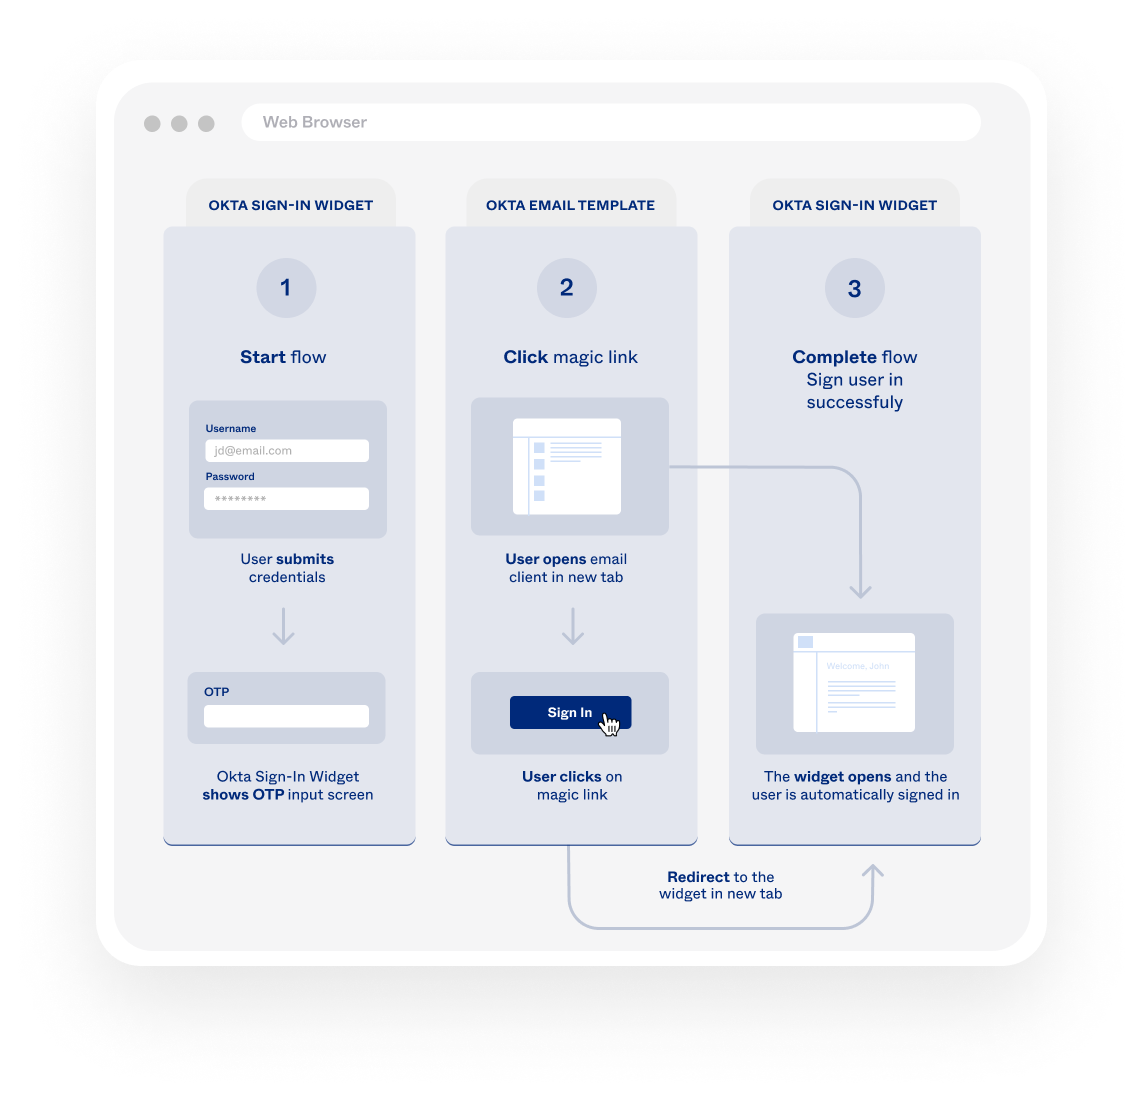 Web Browser
OKTA SIGN-IN WIDGET
1
Start flow
Username
jd@email.com
Password
********
User submits
credentials
OTP
Okta Sign-In Widget
shows OTP input screen
OKTA EMAIL TEMPLATE
2
Click magic link
User opens email
client in new tab
Sign In
User clicks on
magic link
OKTA SIGN-IN WIDGET
3
Complete flow
Sign user in
successfuly
Welcome, John
The widget opens and the
user is automatically signed in
Redirect to the
widget in new tab